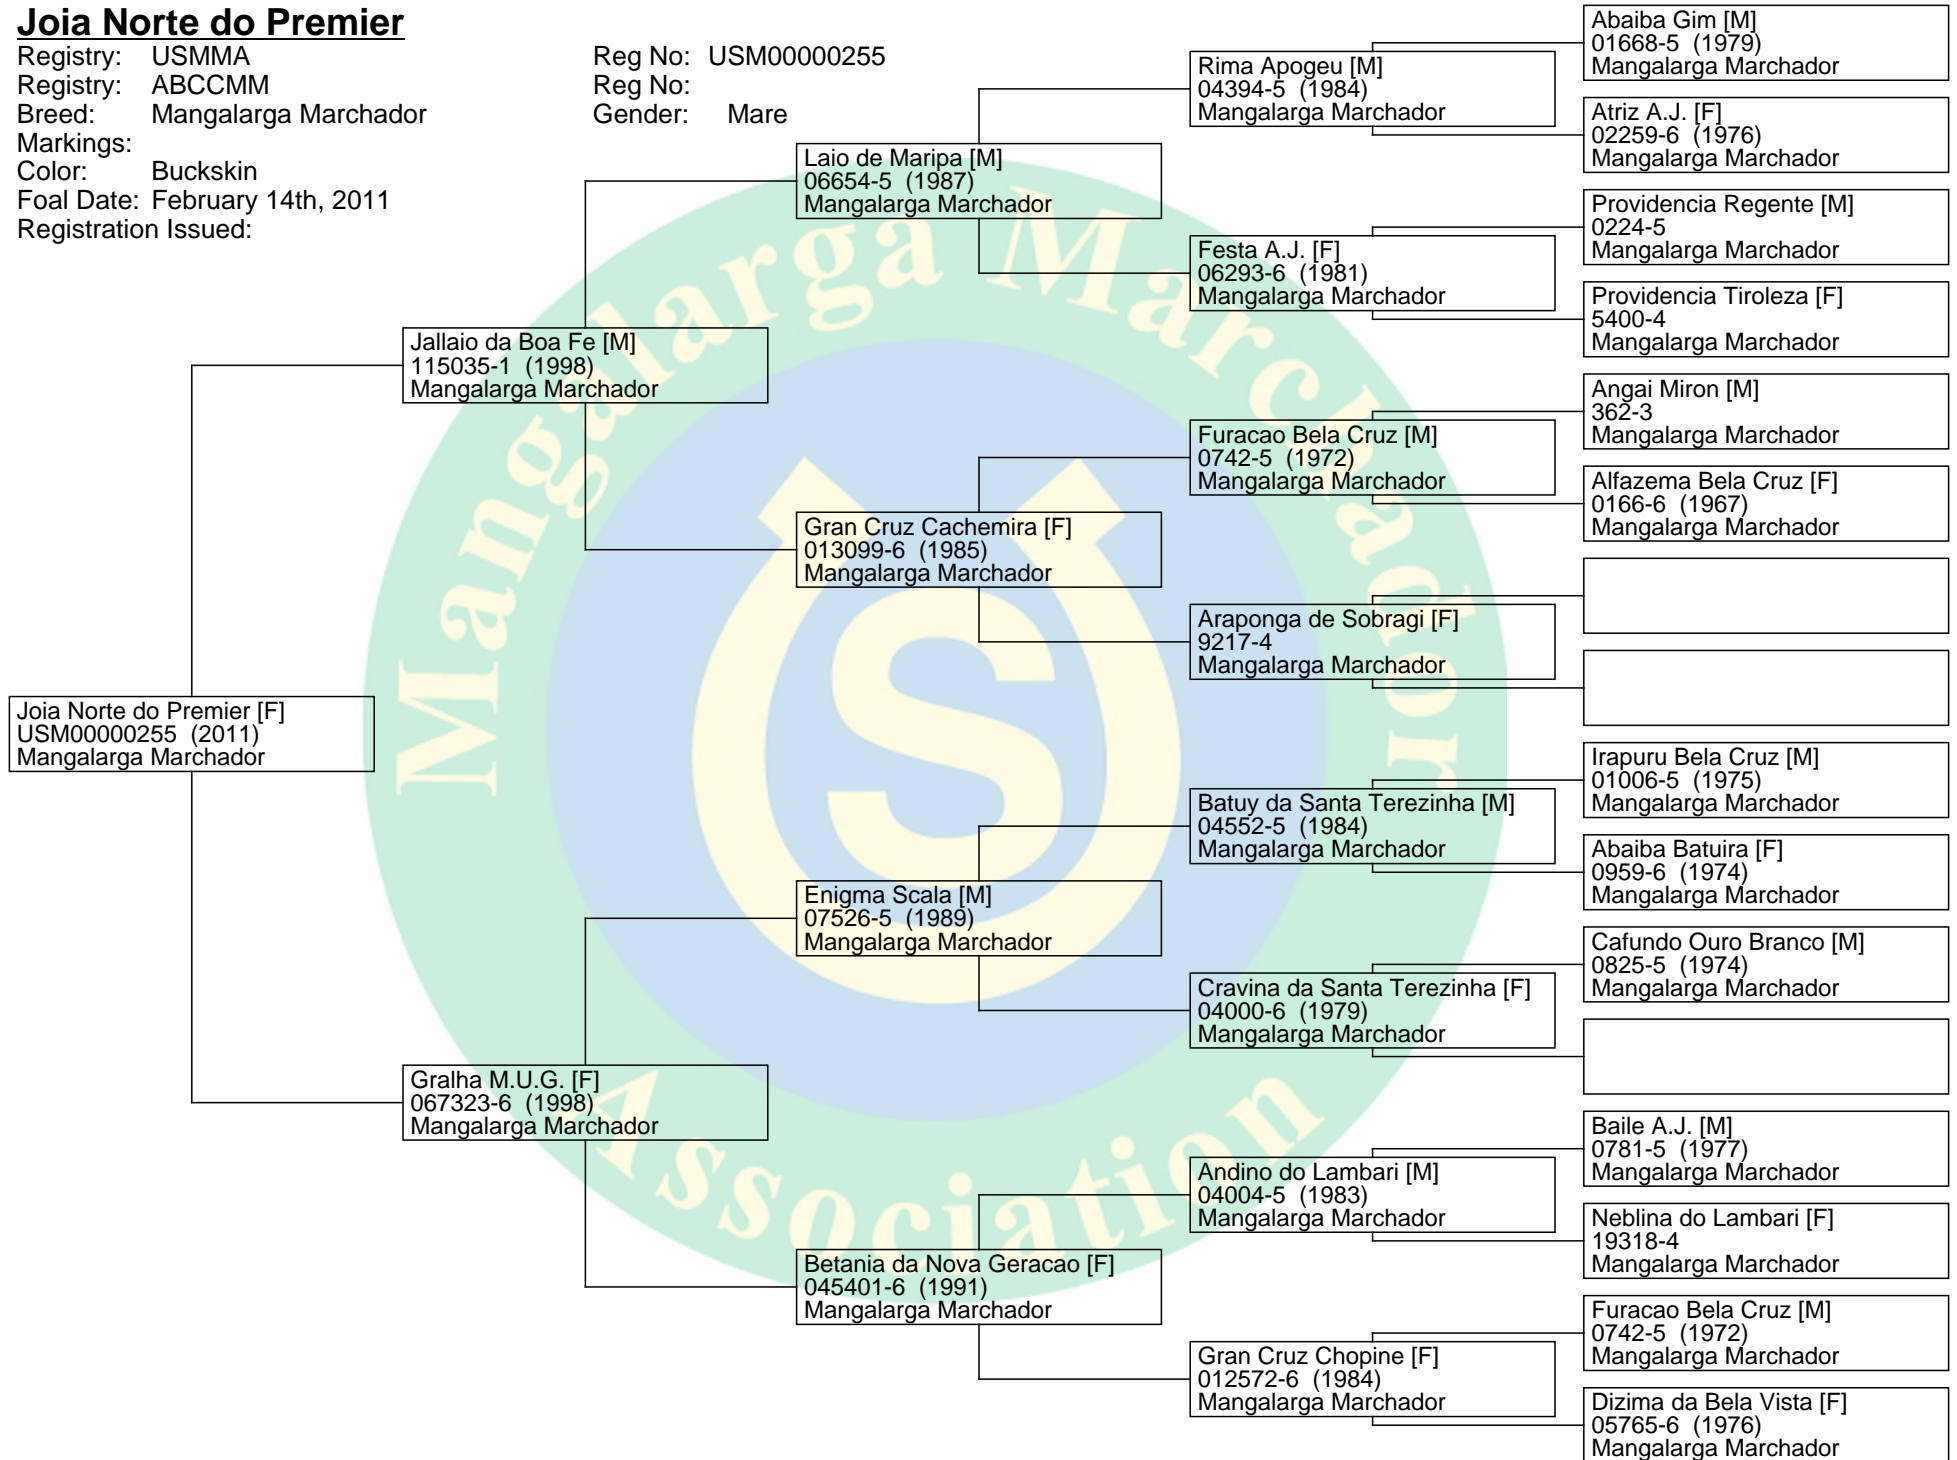 Joia Norte do Premier
Registry: USMMA Reg No: USM00000255
Registry: ABCCMM Reg No:
Breed: Mangalarga Marchador Gender: Mare
Markings:
Color: Buckskin
Foal Date: February 14th, 2011
Registration Issued:
Joia Norte do Premier [F]
USM00000255 (2011)
Mangalarga Marchador
Jallaio da Boa Fe [M]
115035-1 (1998)
Mangalarga Marchador
Gralha M.U.G. [F]
067323-6 (1998)
Mangalarga Marchador
Laio de Maripa [M]
06654-5 (1987)
Mangalarga Marchador
Gran Cruz Cachemira [F]
013099-6 (1985)
Mangalarga Marchador
Enigma Scala [M]
07526-5 (1989)
Mangalarga Marchador
Betania da Nova Geracao [F]
045401-6 (1991)
Mangalarga Marchador
Rima Apogeu [M]
04394-5 (1984)
Mangalarga Marchador
Festa A.J. [F]
06293-6 (1981)
Mangalarga Marchador
Furacao Bela Cruz [M]
0742-5 (1972)
Mangalarga Marchador
Araponga de Sobragi [F]
9217-4
Mangalarga Marchador
Batuy da Santa Terezinha [M]
04552-5 (1984)
Mangalarga Marchador
Cravina da Santa Terezinha [F]
04000-6 (1979)
Mangalarga Marchador
Andino do Lambari [M]
04004-5 (1983)
Mangalarga Marchador
Gran Cruz Chopine [F]
012572-6 (1984)
Mangalarga Marchador
Abaiba Gim [M]
01668-5 (1979)
Mangalarga Marchador
Atriz A.J. [F]
02259-6 (1976)
Mangalarga Marchador
Providencia Regente [M]
0224-5
Mangalarga Marchador
Providencia Tiroleza [F]
5400-4
Mangalarga Marchador
Angai Miron [M]
362-3
Mangalarga Marchador
Alfazema Bela Cruz [F]
0166-6 (1967)
Mangalarga Marchador
Irapuru Bela Cruz [M]
01006-5 (1975)
Mangalarga Marchador
Abaiba Batuira [F]
0959-6 (1974)
Mangalarga Marchador
Cafundo Ouro Branco [M]
0825-5 (1974)
Mangalarga Marchador
Baile A.J. [M]
0781-5 (1977)
Mangalarga Marchador
Neblina do Lambari [F]
19318-4
Mangalarga Marchador
Furacao Bela Cruz [M]
0742-5 (1972)
Mangalarga Marchador
Dizima da Bela Vista [F]
05765-6 (1976)
Mangalarga Marchador
Mangalarga Marchador
Association
S